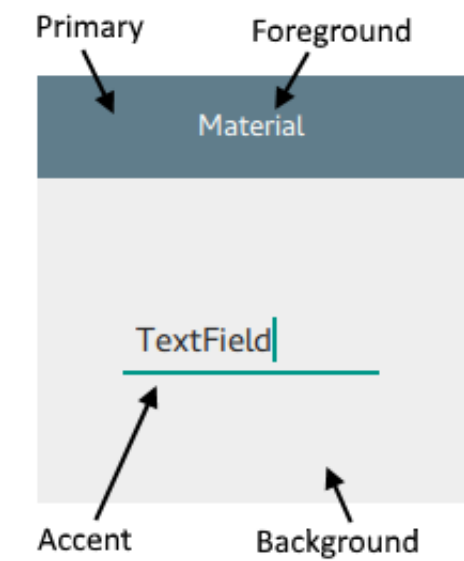 Primary
Foreground
Material
TextField
Accent
Background